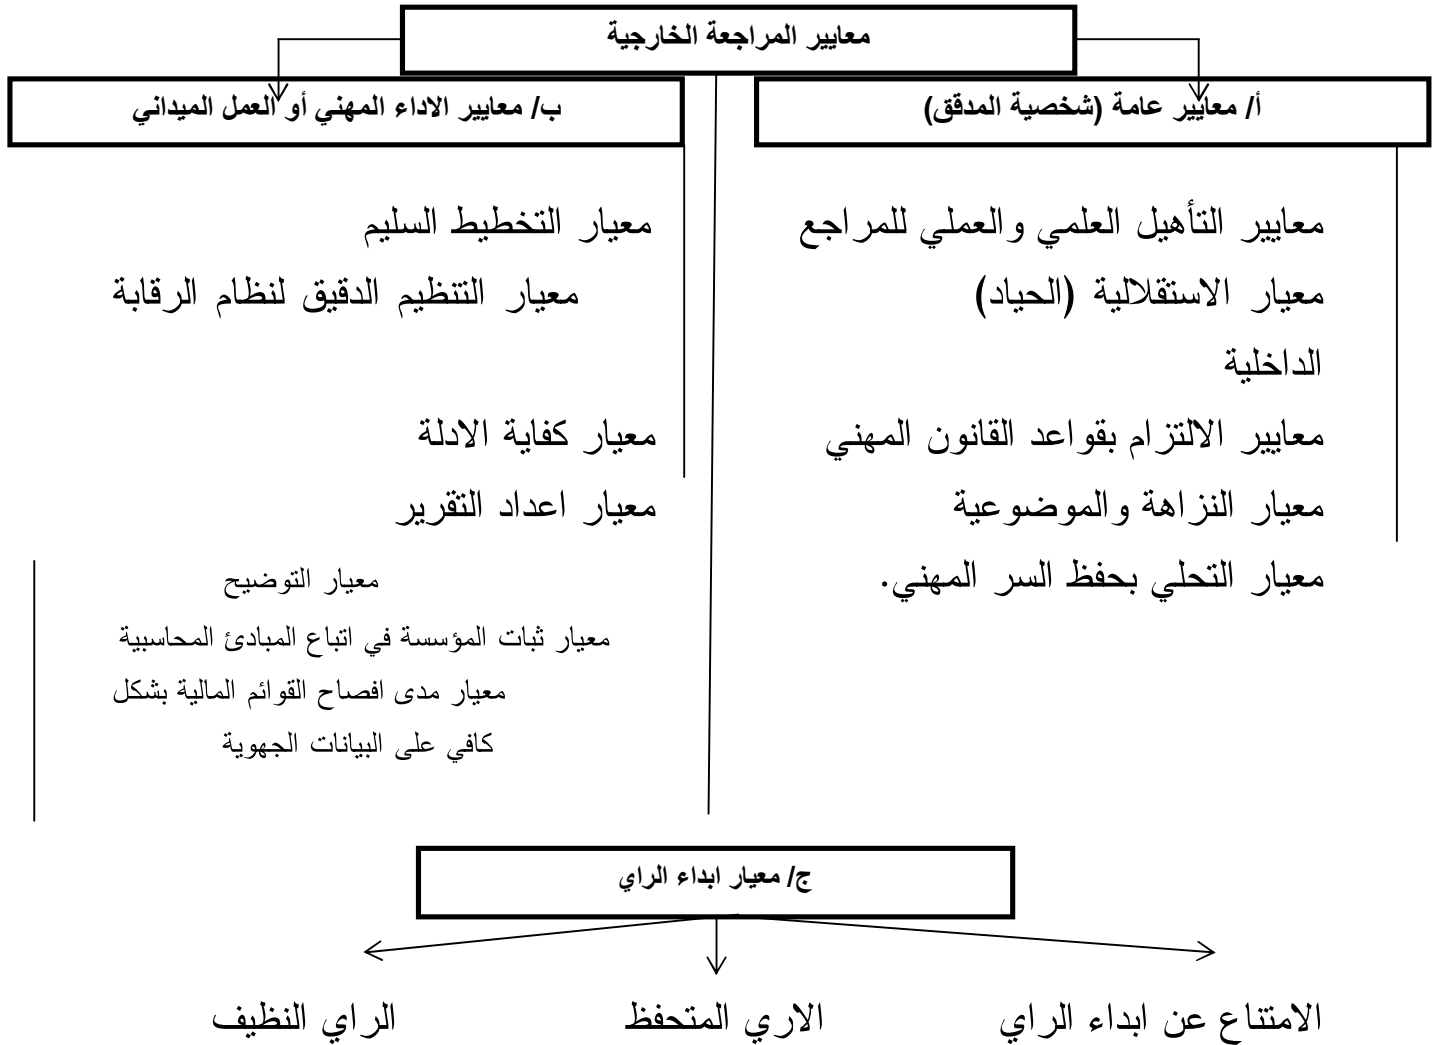 معايير المراجعة الخارجية
أ/ معايير عامة (شخصية المدقق)
ب/ معايير الاداء المهني أو العمل الميداني
معايير التأهيل العلمي والعملي للمراجع
معيار التخطيط السليم
معيار الاستقلالية (الحياد)
معيار التنظيم الدقيق لنظام الرقابة
الداخلية
معايير الالتزام بقواعد القانون المهني
معيار كفاية الادلة
معيار النزاهة والموضوعية
معيار اعداد التقرير
معيار التحلي بحفظ السر المهني.
معيار التوضيح
معيار ثبات المؤسسة في اتباع المبادئ المحاسبية
معيار مدى افصاح القوائم المالية بشكل
كافي على البيانات الجهوية
ج/ معيار ابداء الراي
الامتناع عن ابداء الراي
الاري المتحفظ
الراي النظيف